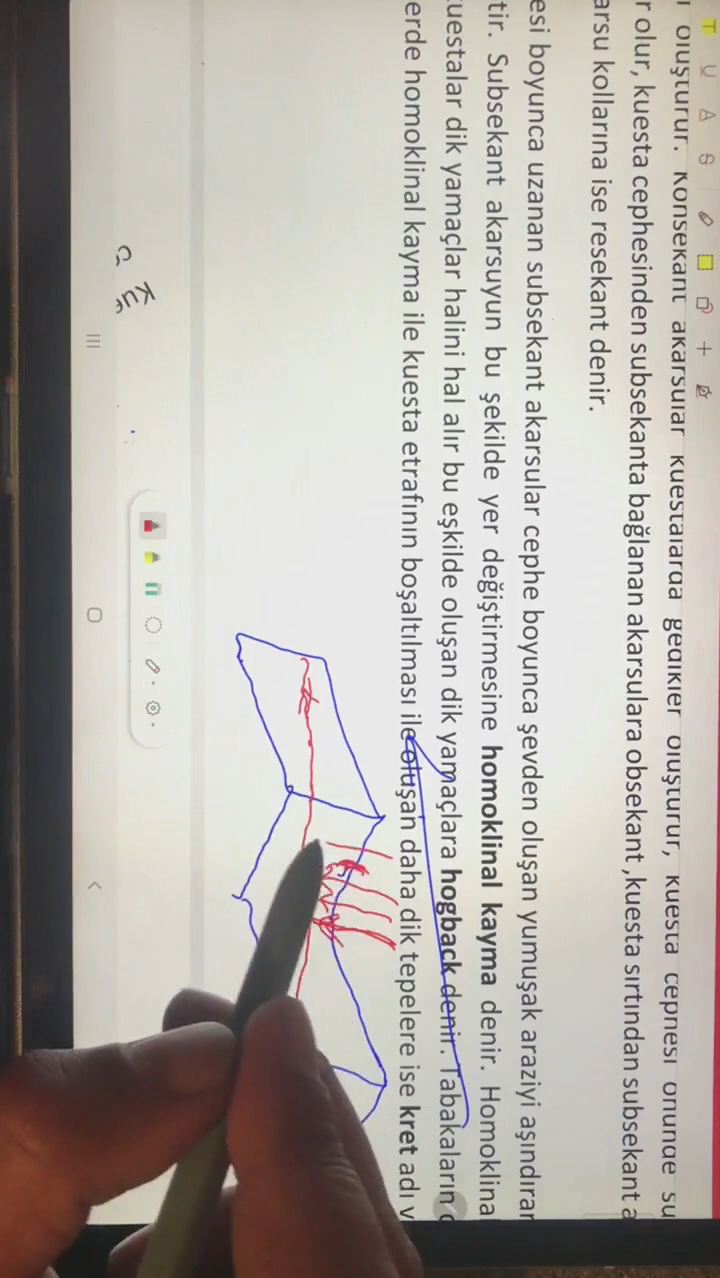 T U A S
oluşturur. Konsekant akarsular kuestalarda gedikler oluşturur, kuesta cephesi önünde su
r olur, kuesta cephesinden subsekanta bağlanan akarsulara obsekant ,kuesta sırtından subsekant a
arsu kollarına ise resekant denir.
esi boyunca uzanan subsekant akarsular cephe boyunca şevden oluşan yumuşak araziyi aşındırar
tir. Subsekant akarsuyun bu şekilde yer değiştirmesine homoklinal kayma denir. Homoklina
uestalar dik yamaçlar halini hal alır bu eşkilde oluşan dik yamaçlara hogback denir. Tabakaların
erde homoklinal kayma ile kuesta etrafının boşaltılması ile oluşan daha dik tepelere ise kret adı v